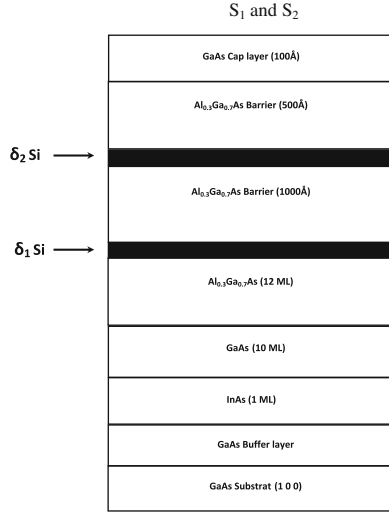 S₁ and S₂
GaAs Cap layer (100Å)
Al₀.₃Ga₀.₇As Barrier (500Å)
δ₂ Si
Al₀.₃Ga₀.₇As Barrier (1000Å)
δ₁ Si
Al₀.₃Ga₀.₇As (12 ML)
GaAs (10 ML)
InAs (1 ML)
GaAs Buffer layer
GaAs Substrat (1 0 0)